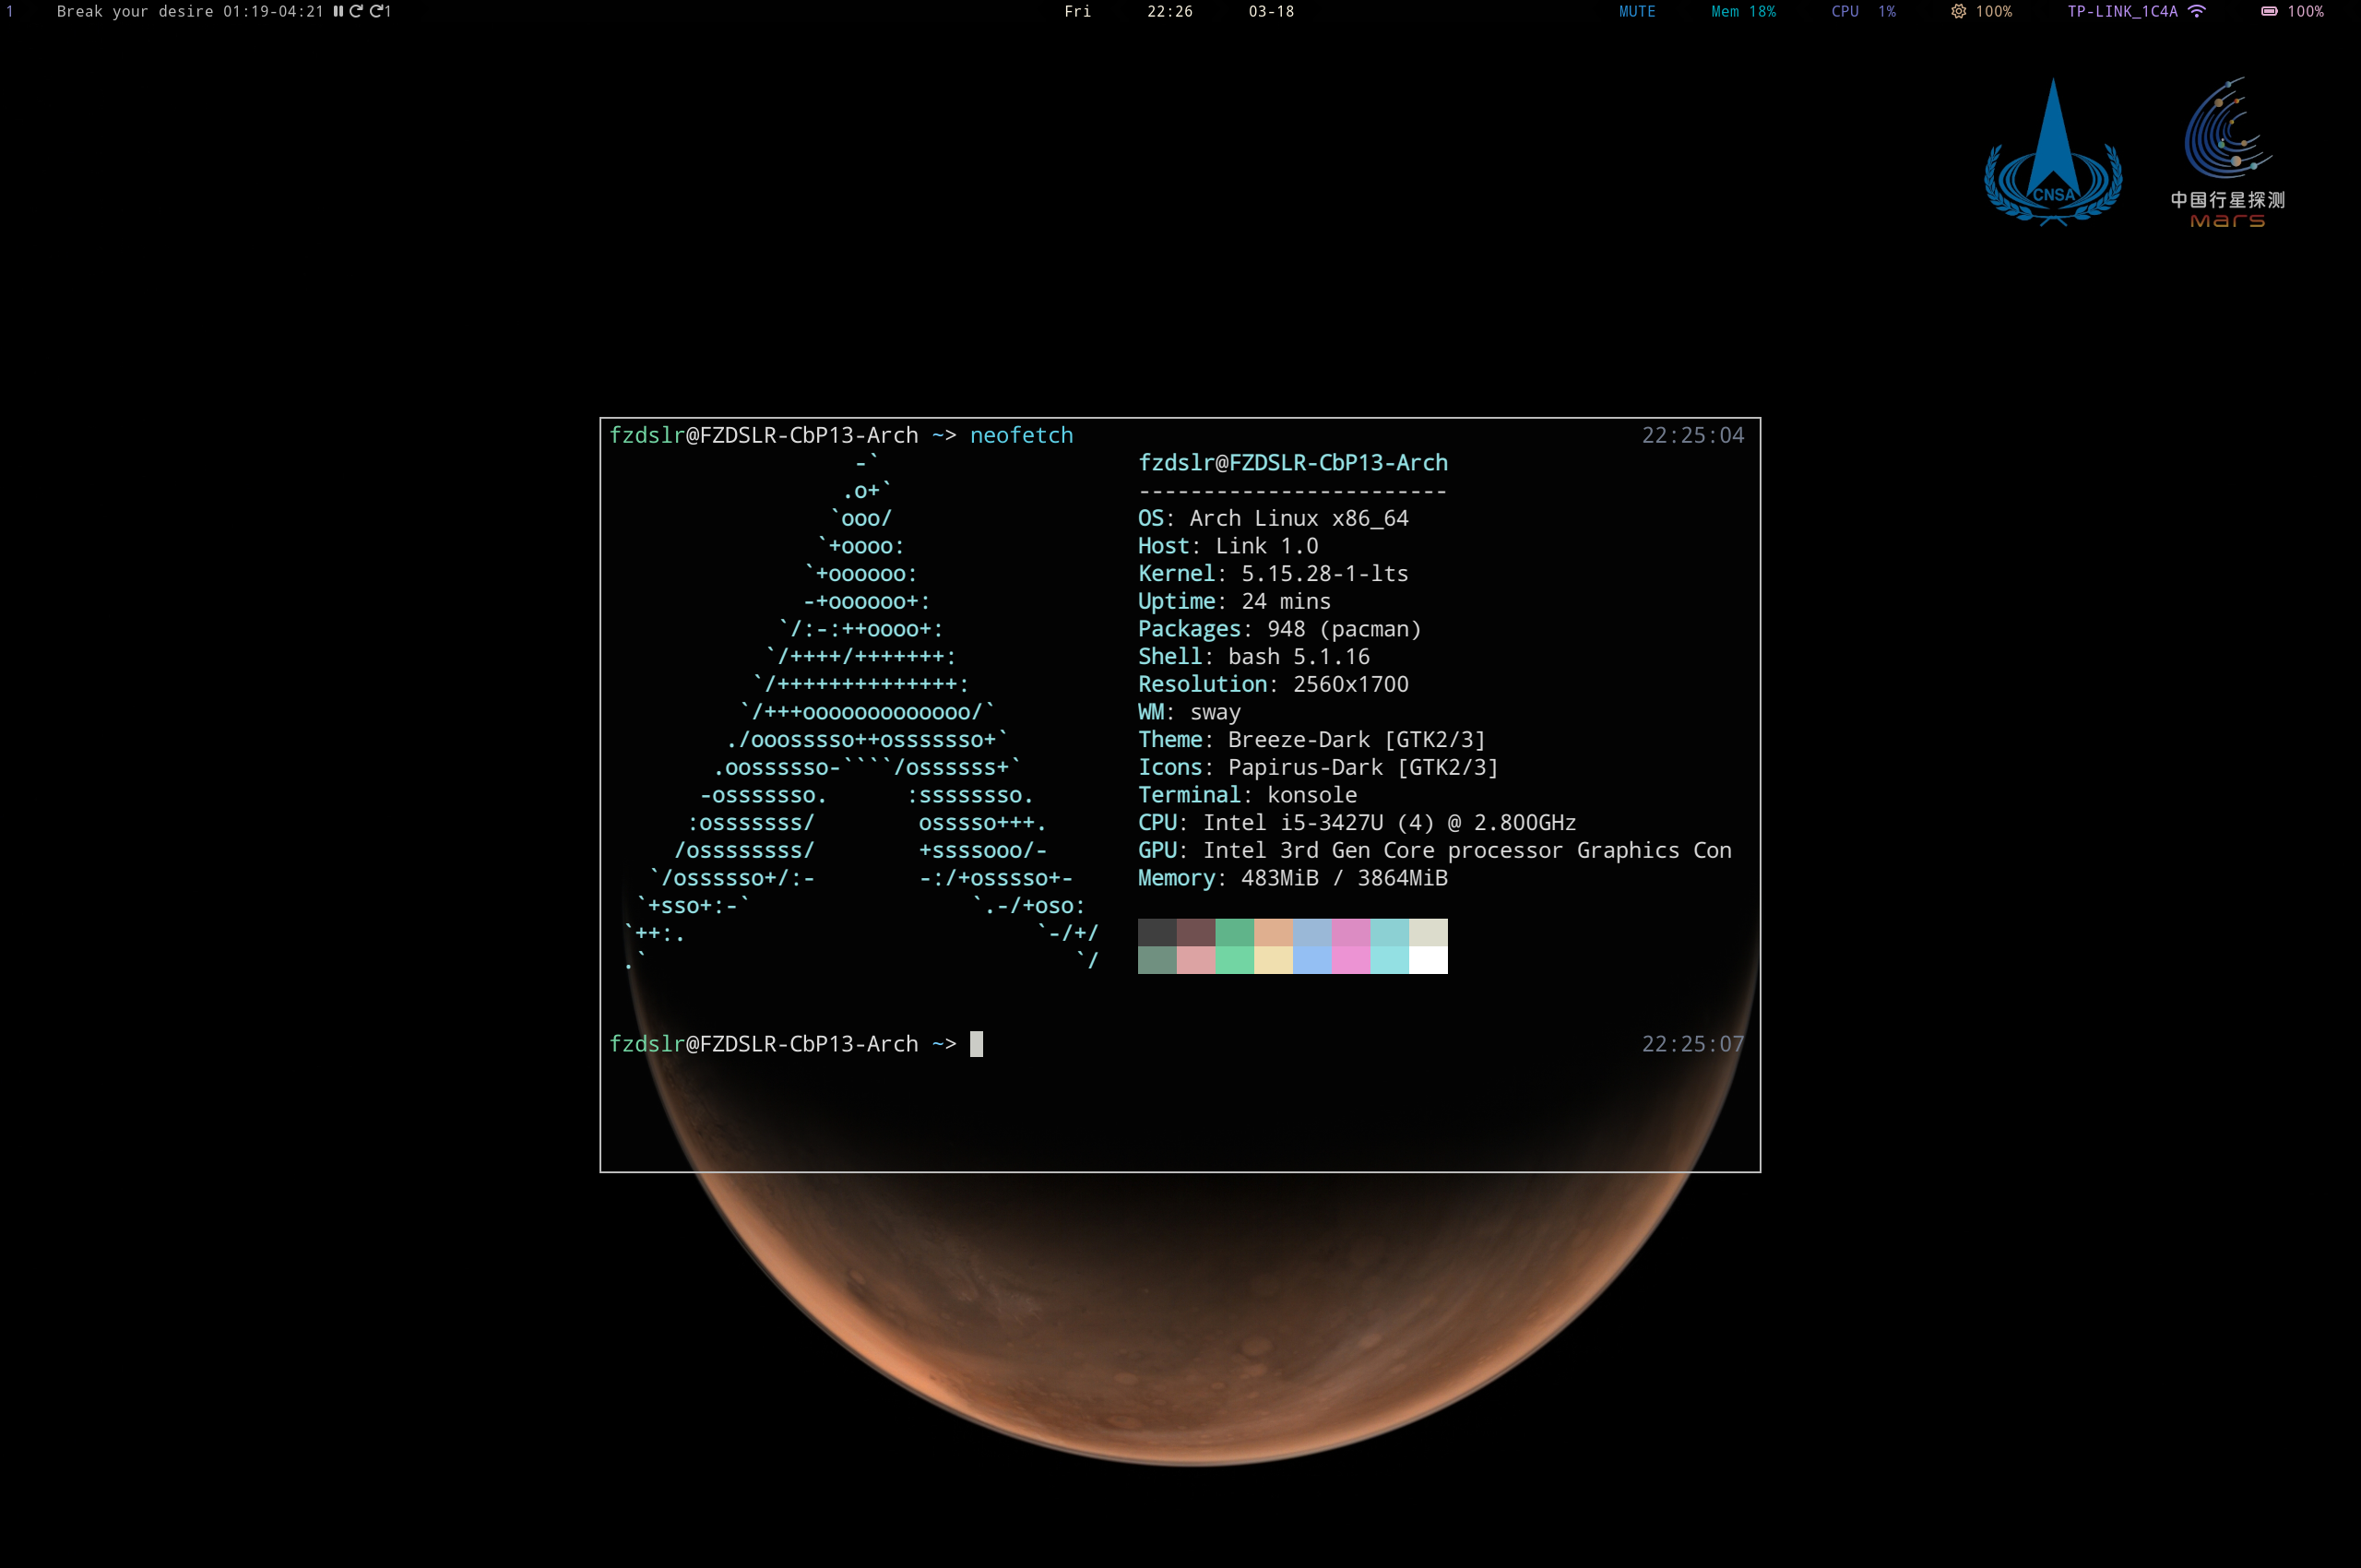 1 Break your desire 01:19-04:21 1 Fri 22:26 03-18 MUTE Mem 18% CPU 1% 100% TP-LINK_1C4A 100%
CNSA
中国行星探测
Mars
fzdslr@FZDSLR-CbP13-Arch ~> neofetch 22:25:04
-` fzdslr@FZDSLR-CbP13-Arch
.o+` ------------------------
`ooo/ OS: Arch Linux x86_64
`+oooo: Host: Link 1.0
`+oooooo: Kernel: 5.15.28-1-lts
-+oooooo+: Uptime: 24 mins
`/:-:++oooo+: Packages: 948 (pacman)
`/++++/+++++++: Shell: bash 5.1.16
`/++++++++++++++: Resolution: 2560x1700
`/+++ooooooooooooo/` WM: sway
./ooosssso++osssssso+` Theme: Breeze-Dark [GTK2/3]
.oossssso-````/ossssss+` Icons: Papirus-Dark [GTK2/3]
-osssssso. :ssssssso. Terminal: konsole
:osssssss/ osssso+++. CPU: Intel i5-3427U (4) @ 2.800GHz
/ossssssss/ +ssssooo/- GPU: Intel 3rd Gen Core processor Graphics Con
`/ossssso+/:- -:/+osssso+- Memory: 483MiB / 3864MiB
`+sso+:-` `.-/+oso:
`++:. `-/+/
.` `/
fzdslr@FZDSLR-CbP13-Arch ~> 22:25:07